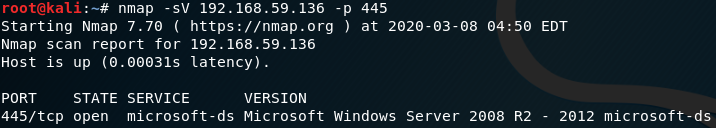 root@kali:~# nmap -sV 192.168.59.136 -p 445
Starting Nmap 7.70 ( https://nmap.org ) at 2020-03-08 04:50 EDT
Nmap scan report for 192.168.59.136
Host is up (0.00031s latency).
PORT    STATE SERVICE      VERSION
445/tcp open  microsoft-ds Microsoft Windows Server 2008 R2 - 2012 microsoft-ds